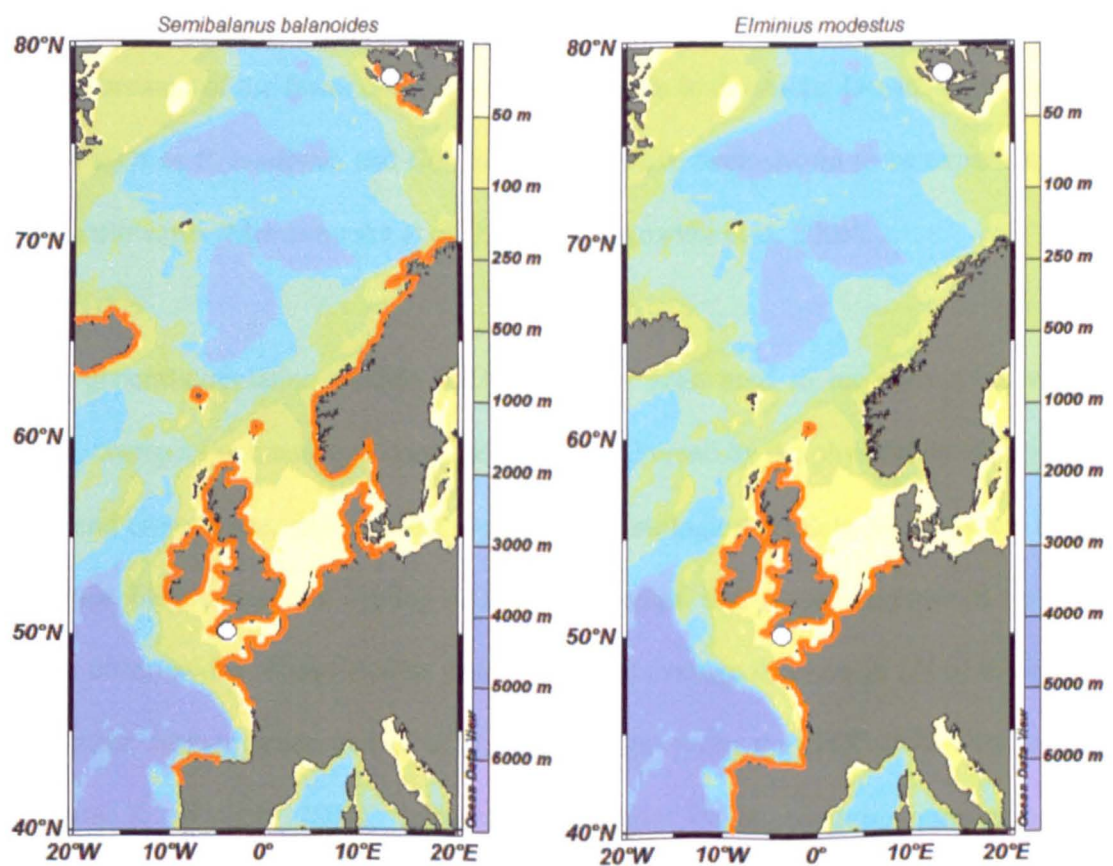 Semibalanus balanoides
80°N
70°N
60°N
50°N
40°N
20°W 10°W 0° 10°E 20°E
50 m
100 m
250 m
500 m
1000 m
2000 m
3000 m
4000 m
5000 m
6000 m
Ocean Data View
Elminius modestus
80°N
70°N
60°N
50°N
40°N
20°W 10°W 0° 10°E 20°E
50 m
100 m
250 m
500 m
1000 m
2000 m
3000 m
4000 m
5000 m
6000 m
Ocean Data View